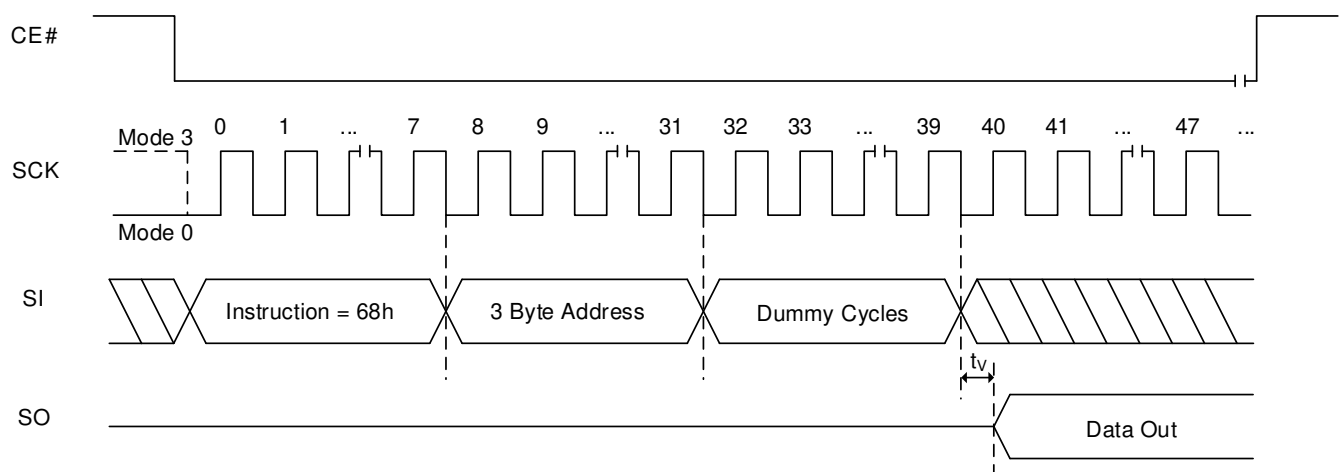 CE#
Mode 3 0 1 ... 7 8 9 ... 31 32 33 ... 39 40 41 ... 47 ...
SCK
Mode 0
SI Instruction = 68h 3 Byte Address Dummy Cycles
tV
SO Data Out